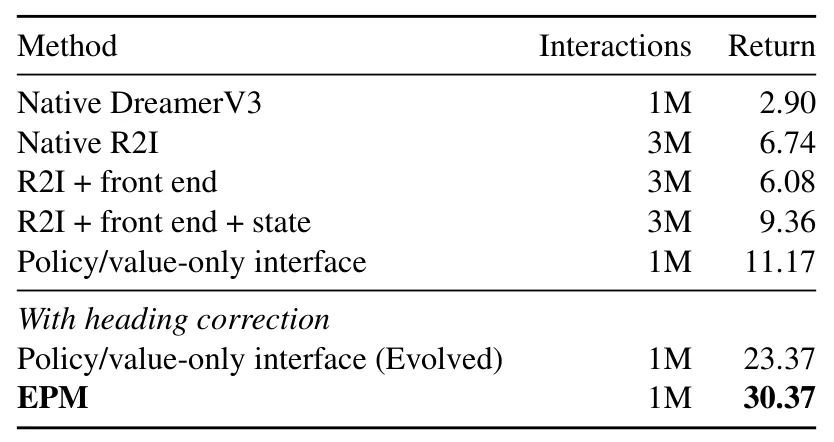 Method Interactions Return
Native DreamerV3 1M 2.90
Native R2I 3M 6.74
R2I + front end 3M 6.08
R2I + front end + state 3M 9.36
Policy/value-only interface 1M 11.17
With heading correction
Policy/value-only interface (Evolved) 1M 23.37
EPM 1M 30.37